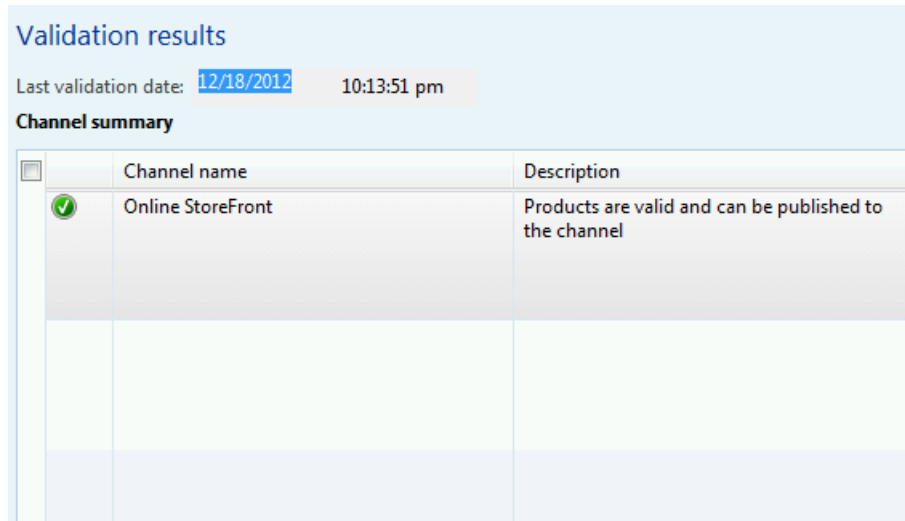 Validation results
Last validation date: 12/18/2012 10:13:51 pm
Channel summary
Channel name Description
Online StoreFront Products are valid and can be published to
the channel